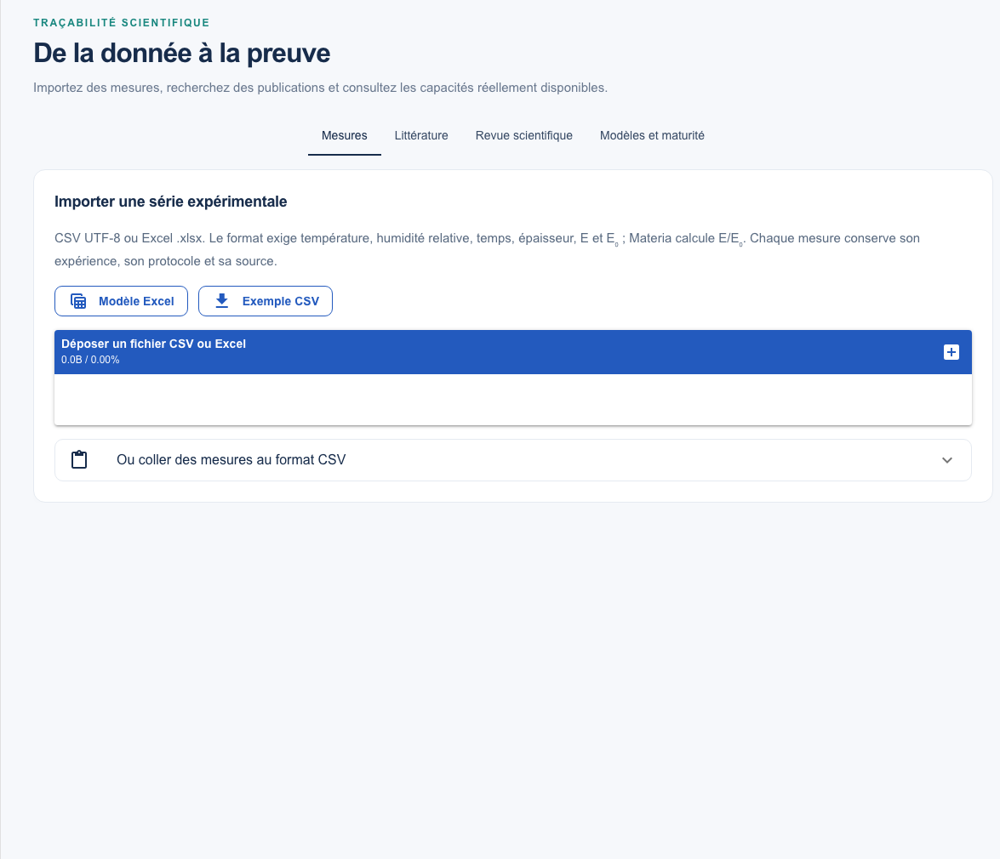 TRAÇABILITÉ SCIENTIFIQUE
De la donnée à la preuve
Importez des mesures, recherchez des publications et consultez les capacités réellement disponibles.
Mesures
Littérature
Revue scientifique
Modèles et maturité
Importer une série expérimentale
CSV UTF-8 ou Excel .xlsx. Le format exige température, humidité relative, temps, épaisseur, E et E₀ ; Materia calcule E/E₀. Chaque mesure conserve son
expérience, son protocole et sa source.
Modèle Excel
Exemple CSV
Déposer un fichier CSV ou Excel
0.0B / 0.00%
Ou coller des mesures au format CSV